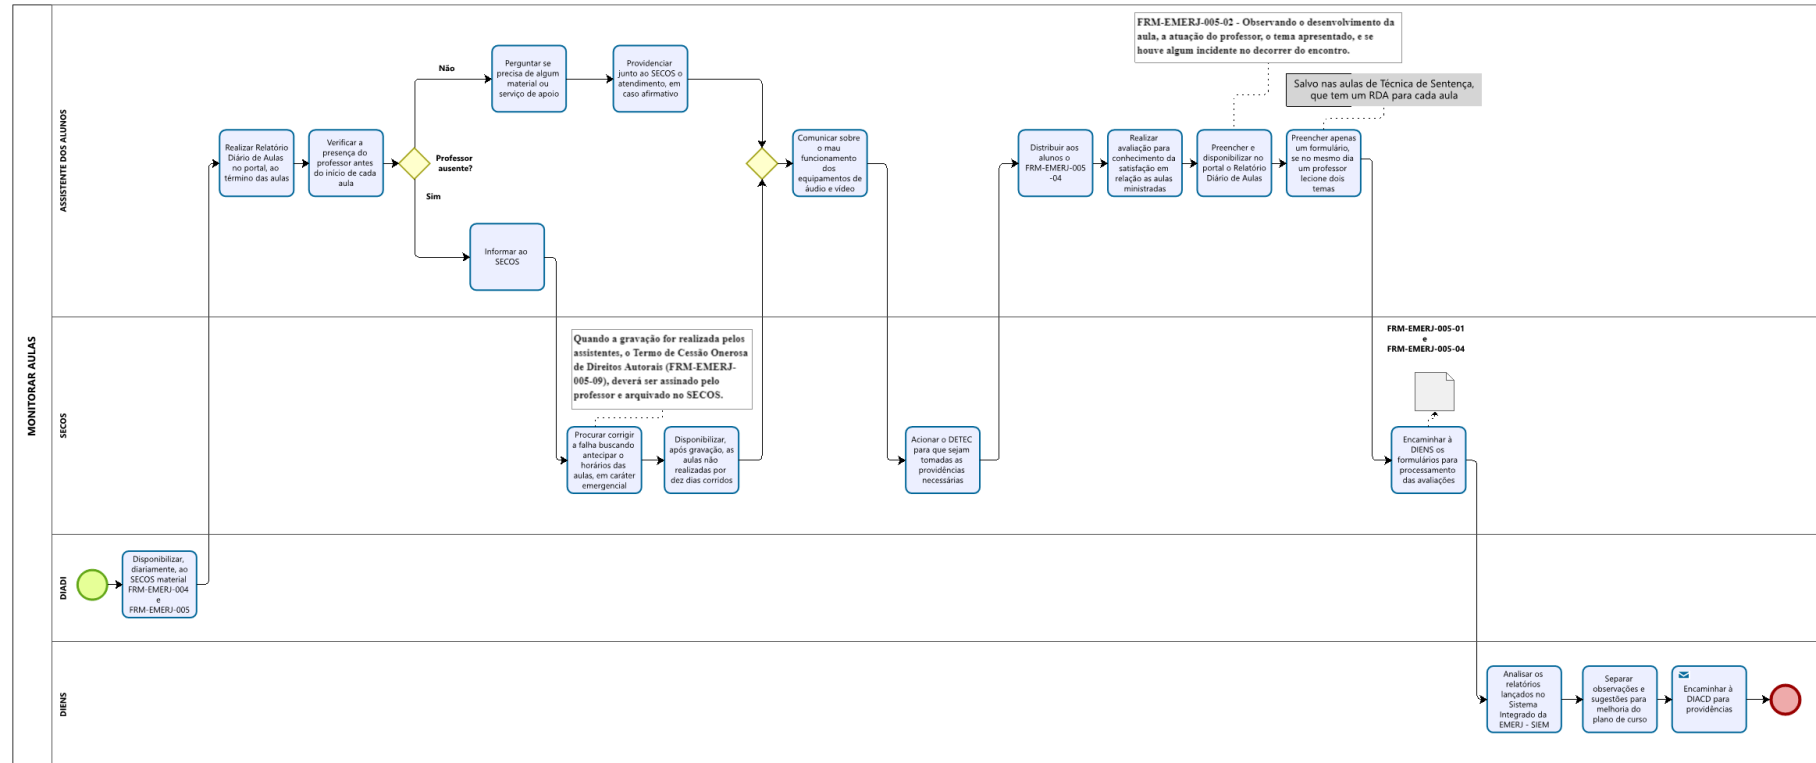 MONITORAR AULAS
ASSISTENTE DOS ALUNOS
FRM-EMERJ-005-02 - Observando o desenvolvimento da
aula, a atuação do professor, o tema apresentado, e se
houve algum incidente no decorrer do encontro.
Salvo nas aulas de Técnica de Sentença,
que tem um RDA para cada aula
Realizar Relatório
Diário de Aulas
no portal, ao
término das aulas
Verificar a
presença do
professor antes
do início de cada
aula
Professor
ausente?
Não
Perguntar se
precisa de algum
material ou
serviço de apoio
Providenciar
junto ao SECOS o
atendimento, em
caso afirmativo
Sim
Informar ao
SECOS
Comunicar sobre
o mau
funcionamento
dos
equipamentos de
áudio e vídeo
Distribuir aos
alunos o
FRM-EMERJ-005
-04
Realizar
avaliação para
conhecimento da
satisfação em
relação as aulas
ministradas
Preencher e
disponibilizar no
portal o Relatório
Diário de Aulas
Preencher apenas
um formulário,
se no mesmo dia
um professor
lecione dois
temas
SECOS
Quando a gravação for realizada pelos
assistentes, o Termo de Cessão Onerosa
de Direitos Autorais (FRM-EMERJ-
005-09), deverá ser assinado pelo
professor e arquivado no SECOS.
Procurar corrigir
a falha buscando
antecipar o
horários das
aulas, em caráter
emergencial
Disponibilizar,
após gravação, as
aulas não
realizadas por
dez dias corridos
Acionar o DETEC
para que sejam
tomadas as
providências
necessárias
FRM-EMERJ-005-01
e
FRM-EMERJ-005-04
Encaminhar à
DIENS os
formulários para
processamento
das avaliações
DIADI
Disponibilizar,
diariamente, ao
SECOS material
FRM-EMERJ-004
e
FRM-EMERJ-005
DIENS
Analisar os
relatórios
lançados no
Sistema
Integrado da
EMERJ - SIEM
Separar
observações e
sugestões para
melhoria do
plano de curso
Encaminhar à
DIACD para
providências